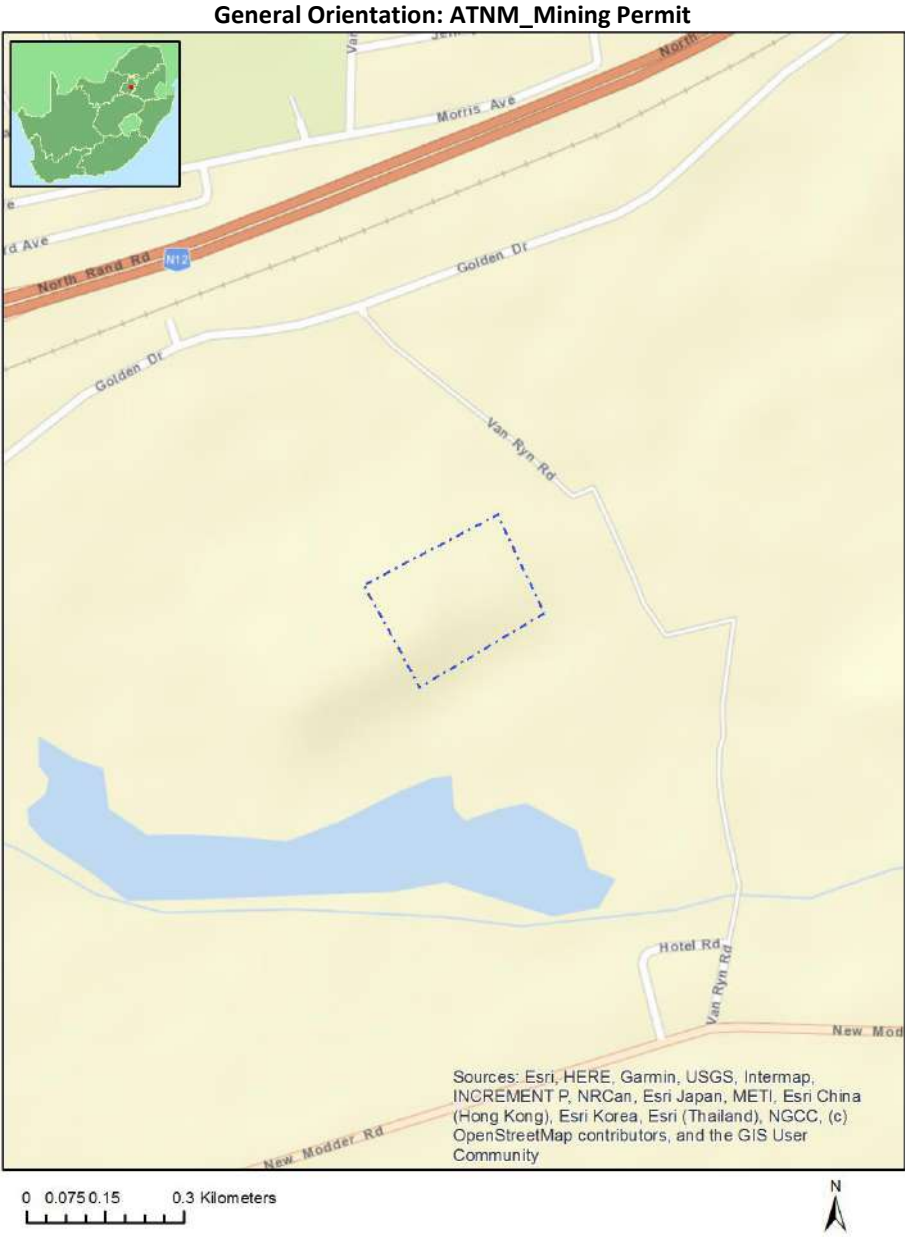 General Orientation: ATNM_Mining Permit
Van
North
Morris Ave
e
rd Ave
North Rand Rd
N12
Golden Dr
Golden Dr
Van Ryn Rd
Hotel Rd
Van Ryn Rd
New Mod
New Modder Rd
Sources: Esri, HERE, Garmin, USGS, Intermap,
INCREMENT P, NRCan, Esri Japan, METI, Esri China
(Hong Kong), Esri Korea, Esri (Thailand), NGCC, (c)
OpenStreetMap contributors, and the GIS User
Community
0 0.075 0.15 0.3 Kilometers
N